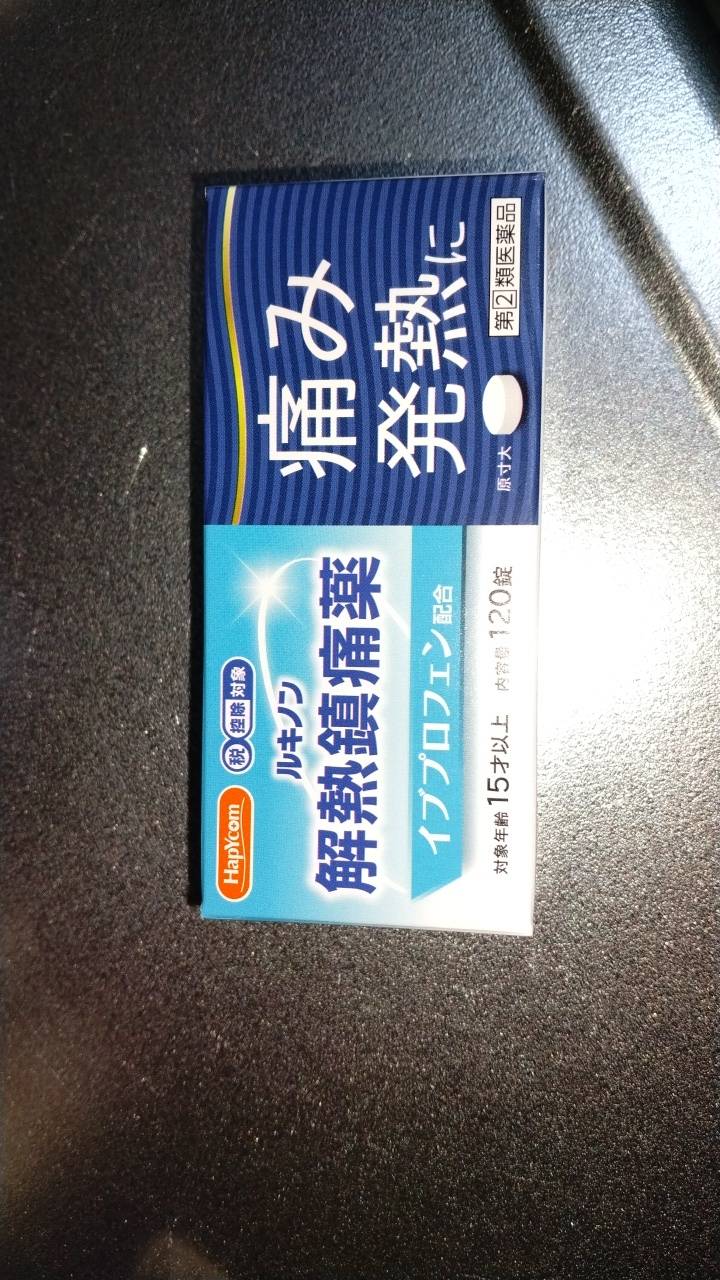 HapYcom
税 控除 対象
ルキノン
解熱鎮痛薬
イブプロフェン配合
対象年齢 15才以上 内容量 120錠
痛み
発熱に
原寸大
第②類医薬品